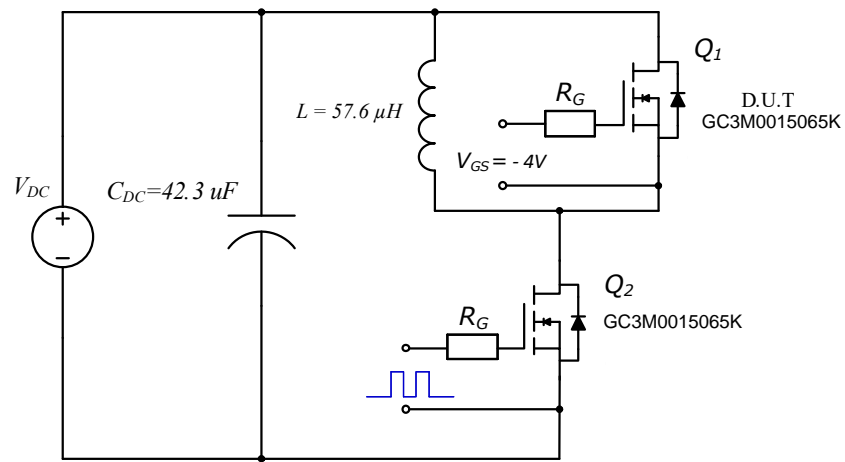 Q1
L = 57.6 µH
RG
D.U.T
GC3M0015065K
VGS = - 4V
VDC
CDC=42.3 uF
+
−
Q2
RG
GC3M0015065K